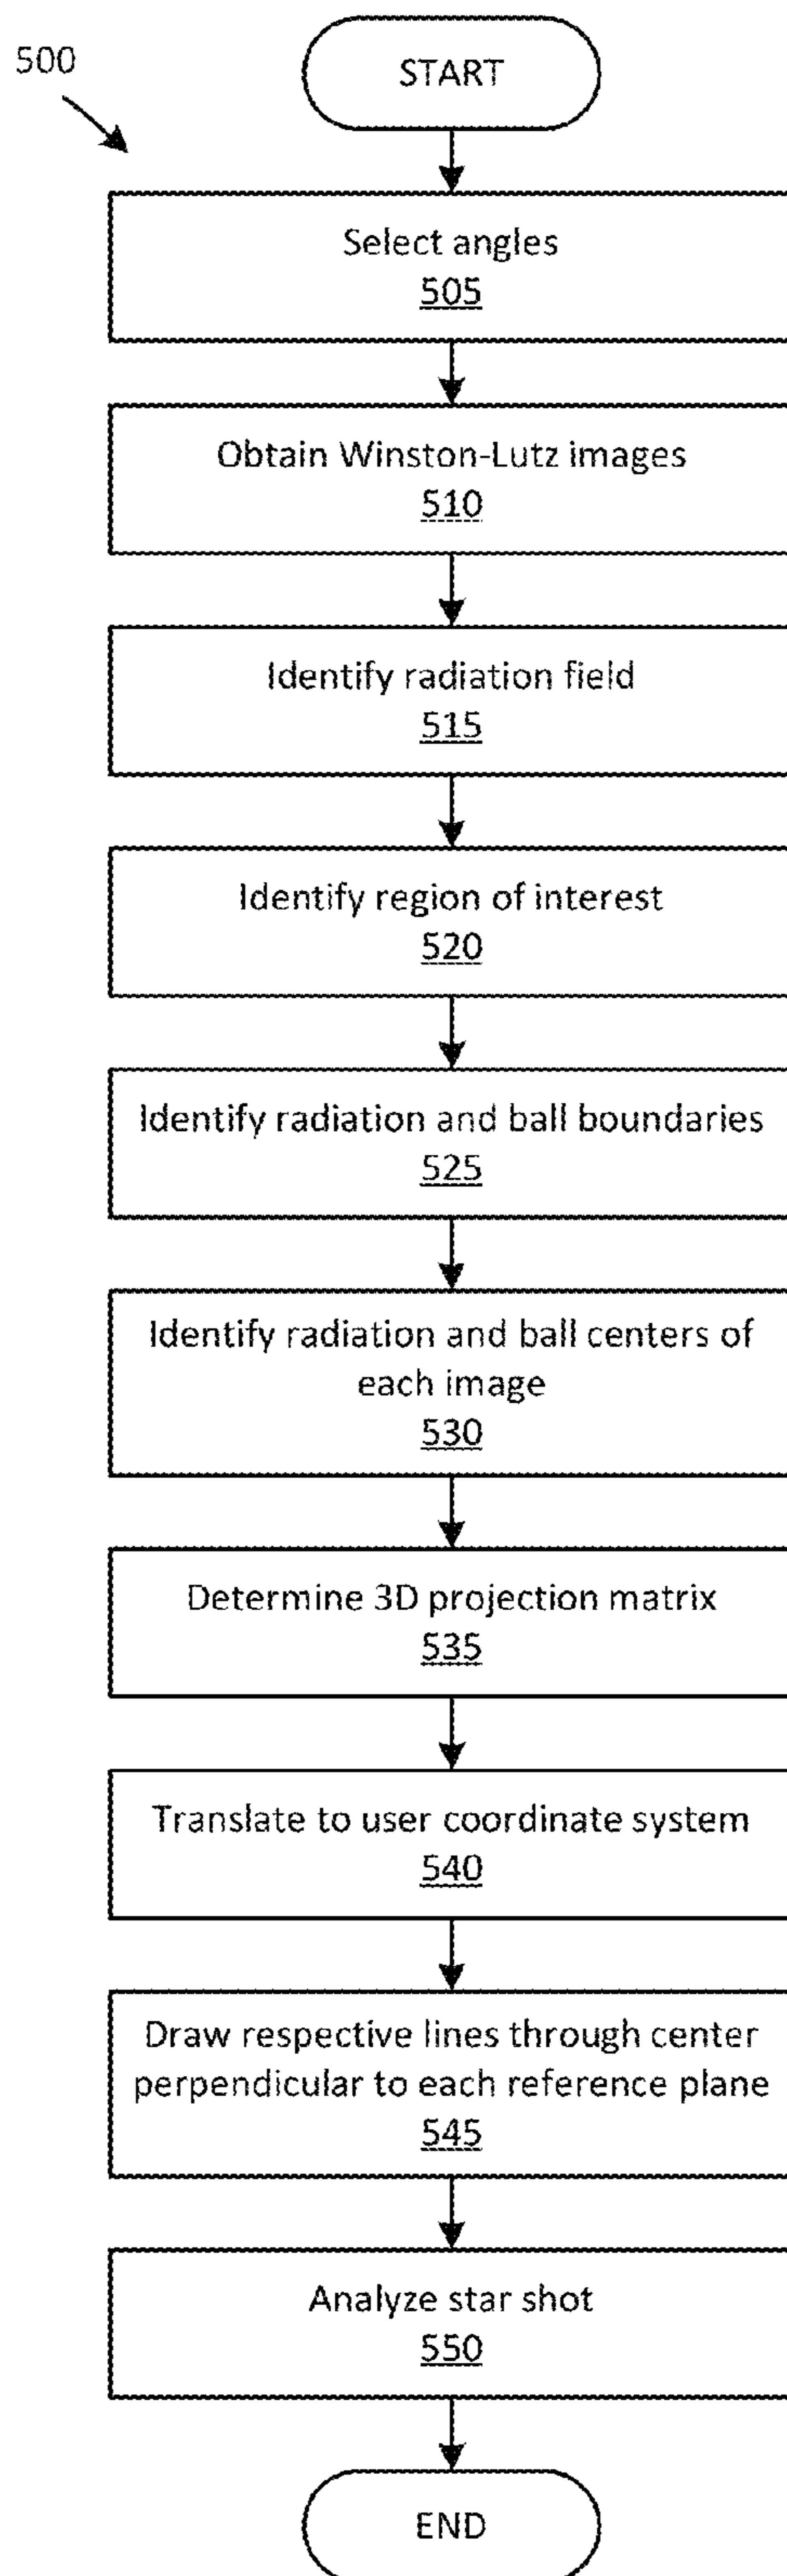 500
START
Select angles
505
Obtain Winston-Lutz images
510
Identify radiation field
515
Identify region of interest
520
Identify radiation and ball boundaries
525
Identify radiation and ball centers of
each image
530
Determine 3D projection matrix
535
Translate to user coordinate system
540
Draw respective lines through center
perpendicular to each reference plane
545
Analyze star shot
550
END